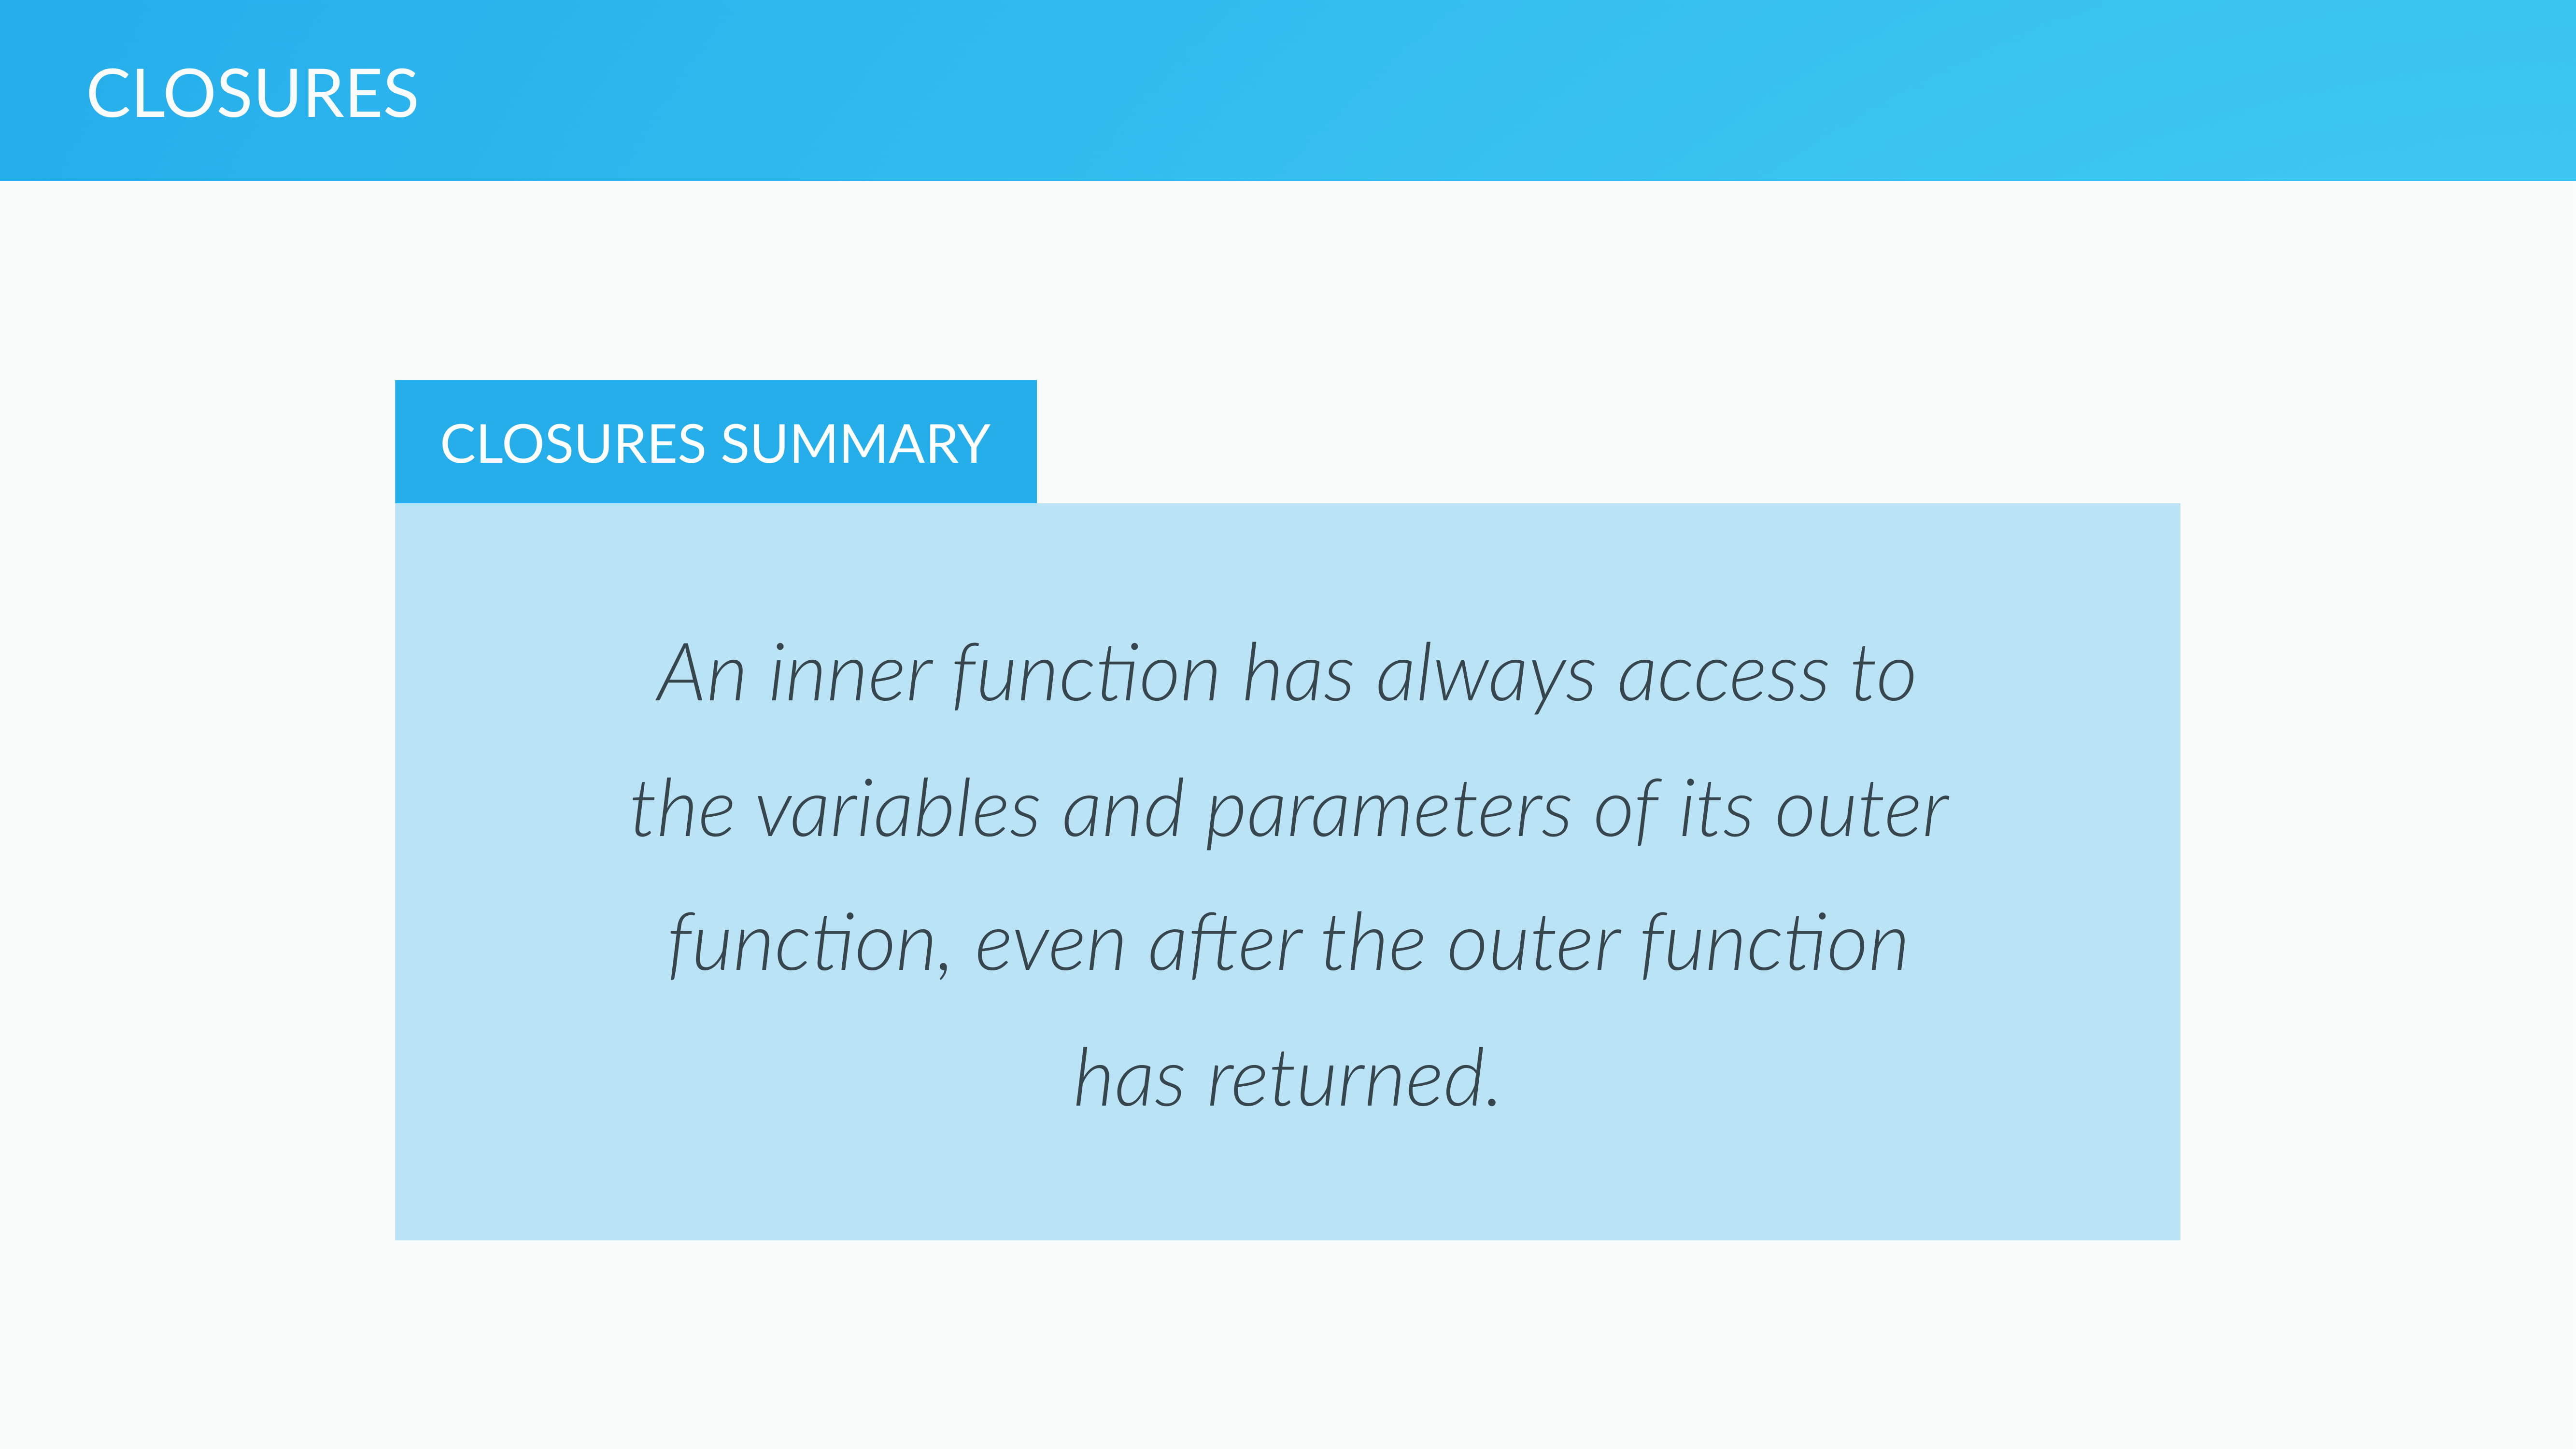 CLOSURES
CLOSURES SUMMARY
An inner function has always access to
the variables and parameters of its outer
function, even after the outer function
has returned.